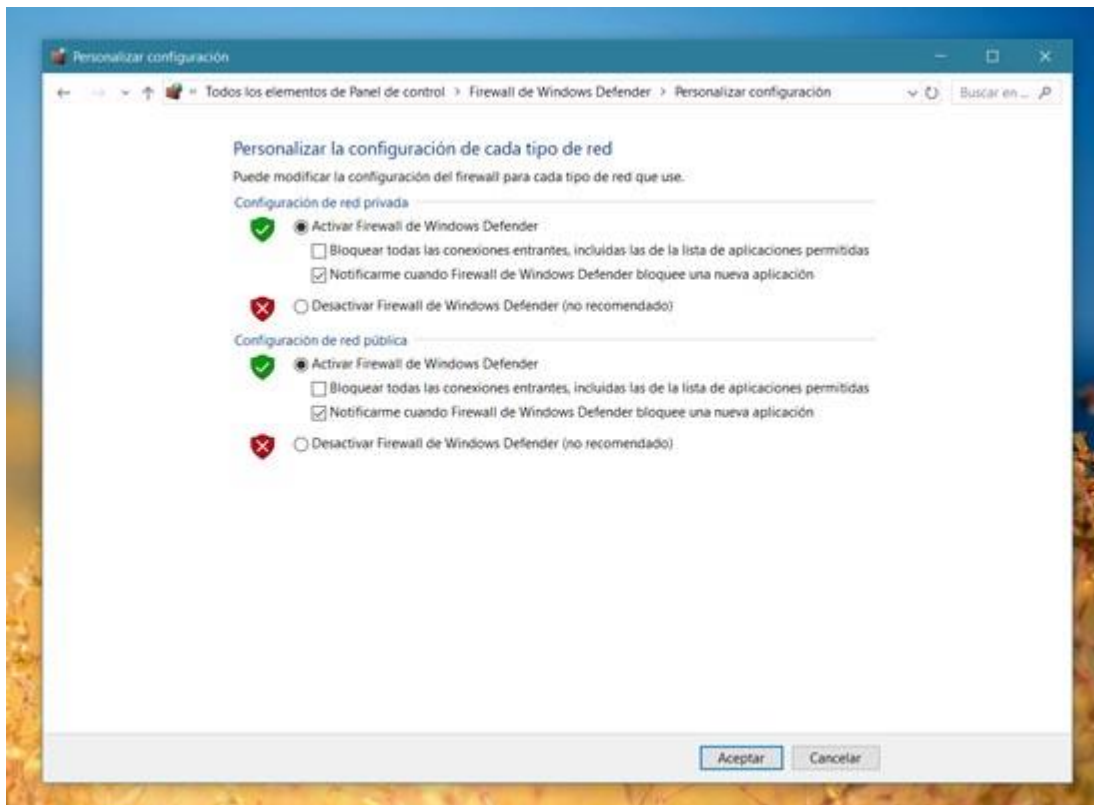 Personalizar configuración
Todos los elementos de Panel de control > Firewall de Windows Defender > Personalizar configuración
Buscar en ...
Personalizar la configuración de cada tipo de red
Puede modificar la configuración del firewall para cada tipo de red que use.
Configuración de red privada
Activar Firewall de Windows Defender
Bloquear todas las conexiones entrantes, incluidas las de la lista de aplicaciones permitidas
Notificarme cuando Firewall de Windows Defender bloquee una nueva aplicación
Desactivar Firewall de Windows Defender (no recomendado)
Configuración de red pública
Activar Firewall de Windows Defender
Bloquear todas las conexiones entrantes, incluidas las de la lista de aplicaciones permitidas
Notificarme cuando Firewall de Windows Defender bloquee una nueva aplicación
Desactivar Firewall de Windows Defender (no recomendado)
Aceptar
Cancelar